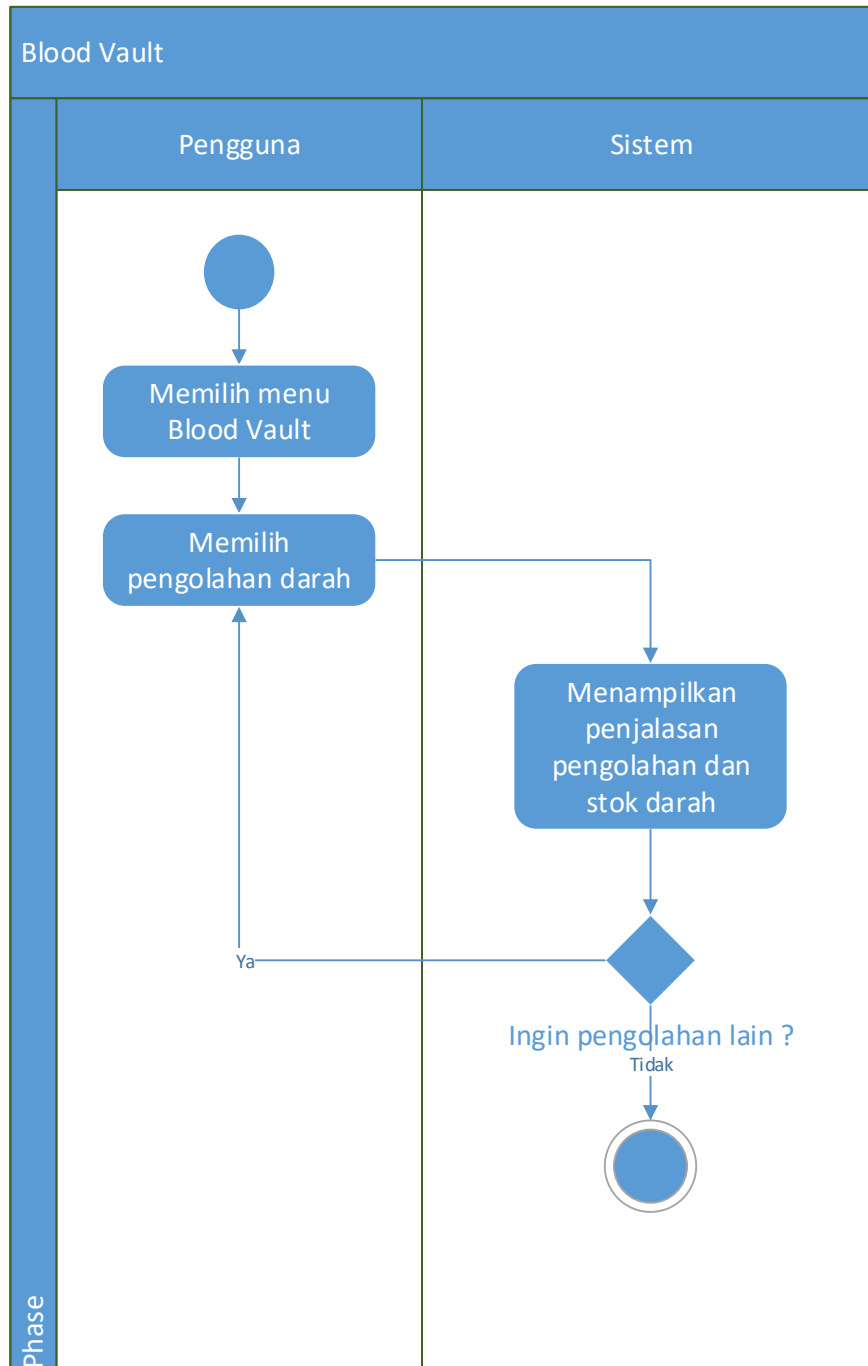 Blood Vault
Pengguna
Sistem
Memilih menu
Blood Vault
Memilih
pengolahan darah
Menampilkan
penjalasan
pengolahan dan
stok darah
Ya
Ingin pengolahan lain ?
Tidak
Phase